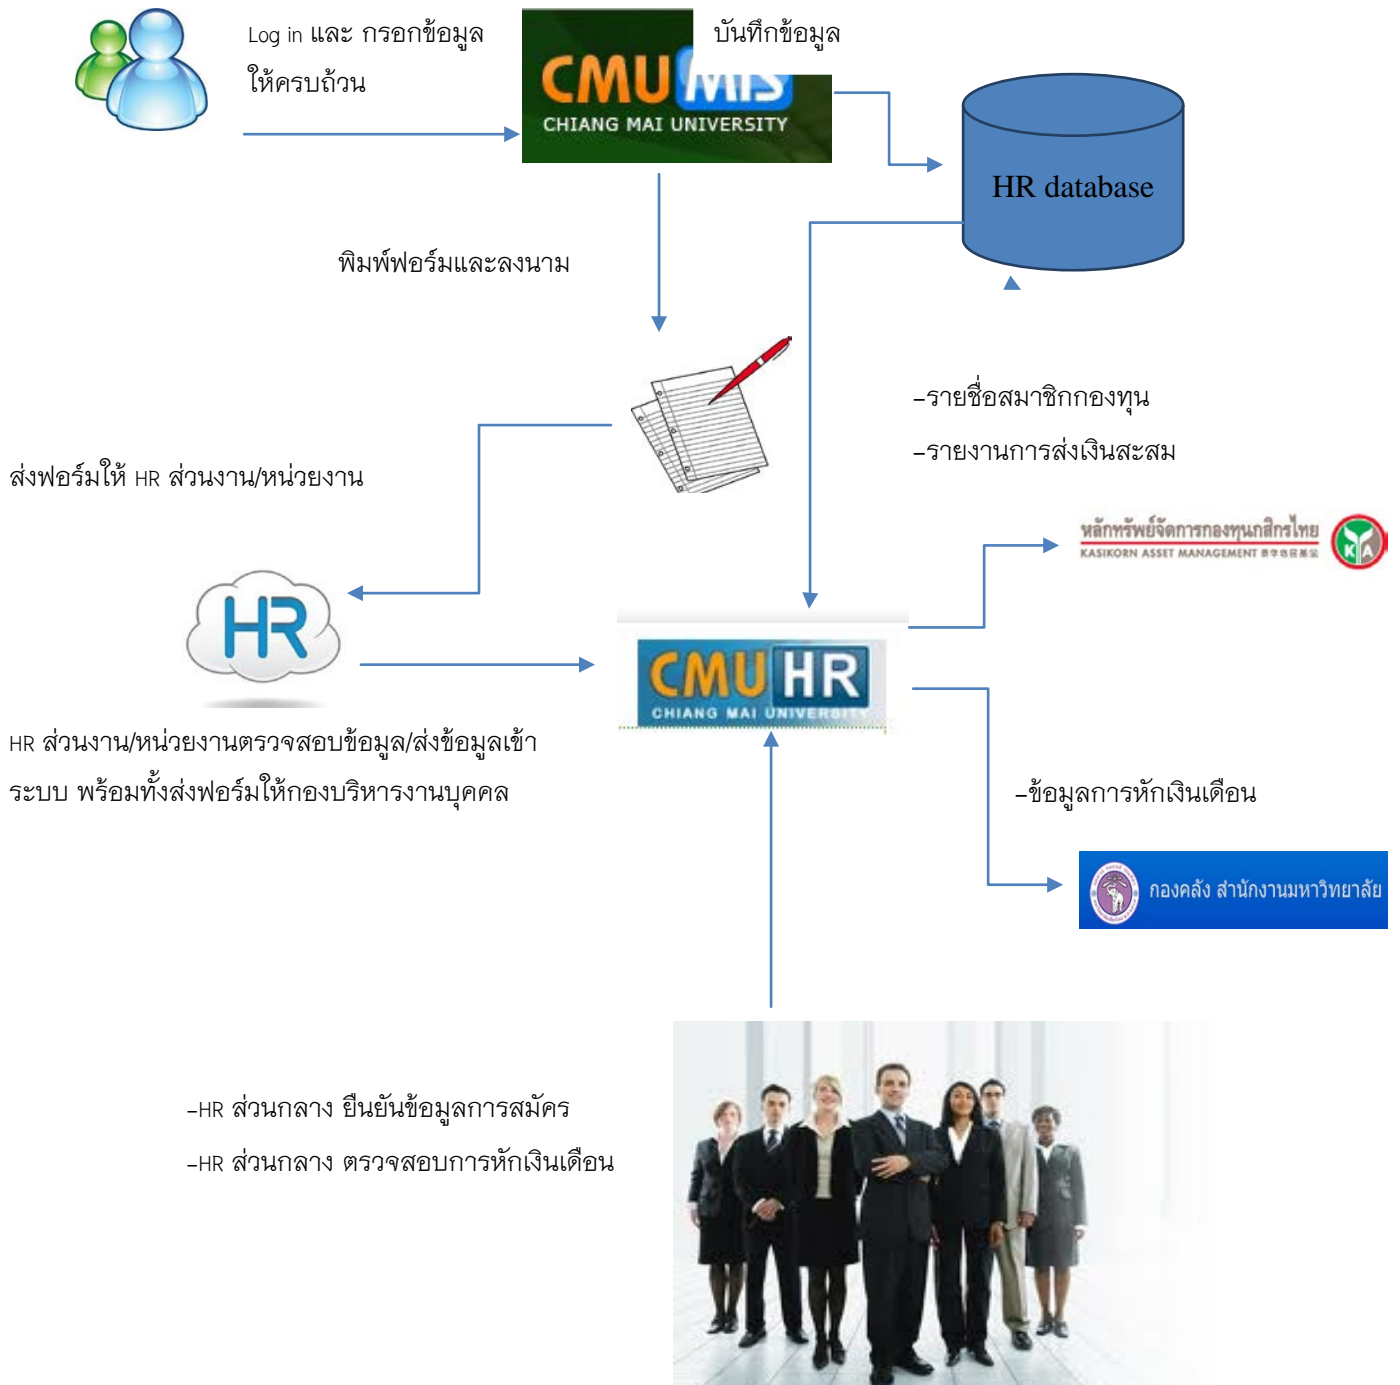 Log in และ กรอกข้อมูล
ให้ครบถ้วน
บันทึกข้อมูล
CMU MIS
CHIANG MAI UNIVERSITY
HR database
พิมพ์ฟอร์มและลงนาม
-รายชื่อสมาชิกกองทุน
-รายงานการส่งเงินสะสม
ส่งฟอร์มให้ HR ส่วนงาน/หน่วยงาน
หลักทรัพย์จัดการกองทุนกสิกรไทย
KASIKORN ASSET MANAGEMENT
KA
HR
CMU HR
CHIANG MAI UNIVERSITY
HR ส่วนงาน/หน่วยงานตรวจสอบข้อมูล/ส่งข้อมูลเข้า
ระบบ พร้อมทั้งส่งฟอร์มให้กองบริหารงานบุคคล
-ข้อมูลการหักเงินเดือน
กองคลัง สำนักงานมหาวิทยาลัย
-HR ส่วนกลาง ยืนยันข้อมูลการสมัคร
-HR ส่วนกลาง ตรวจสอบการหักเงินเดือน